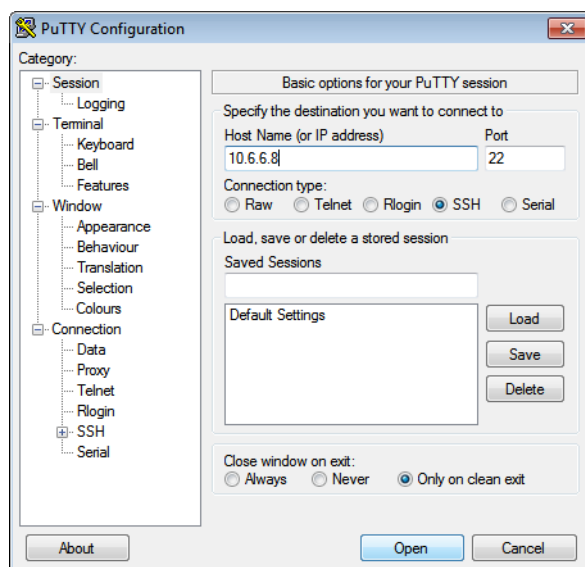 PuTTY Configuration
Category:
Session
Logging
Terminal
Keyboard
Bell
Features
Window
Appearance
Behaviour
Translation
Selection
Colours
Connection
Data
Proxy
Telnet
Rlogin
SSH
Serial
Basic options for your PuTTY session
Specify the destination you want to connect to
Host Name (or IP address) Port
10.6.6.8 22
Connection type:
Raw Telnet Rlogin SSH Serial
Load, save or delete a stored session
Saved Sessions
Default Settings
Load
Save
Delete
Close window on exit:
Always Never Only on clean exit
About Open Cancel